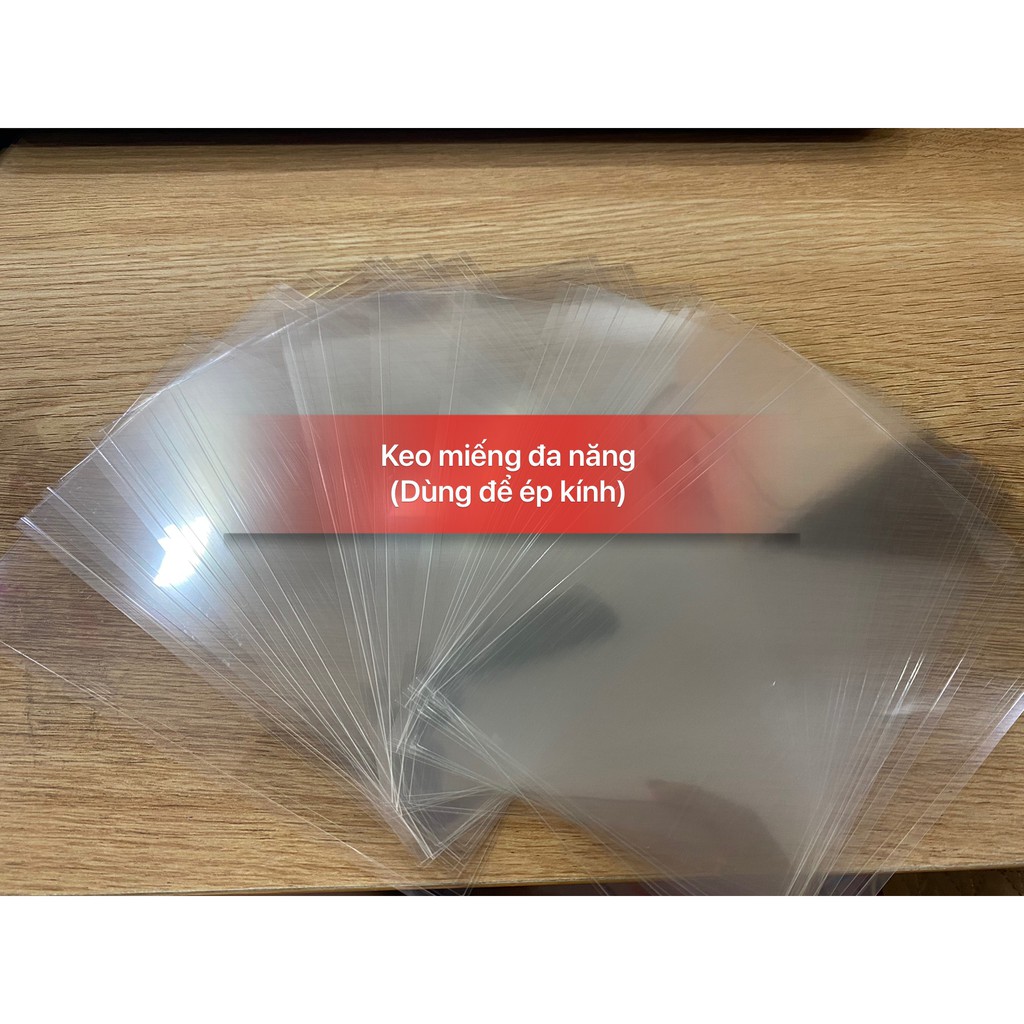 Keo miếng đa năng
(Dùng để ép kính)